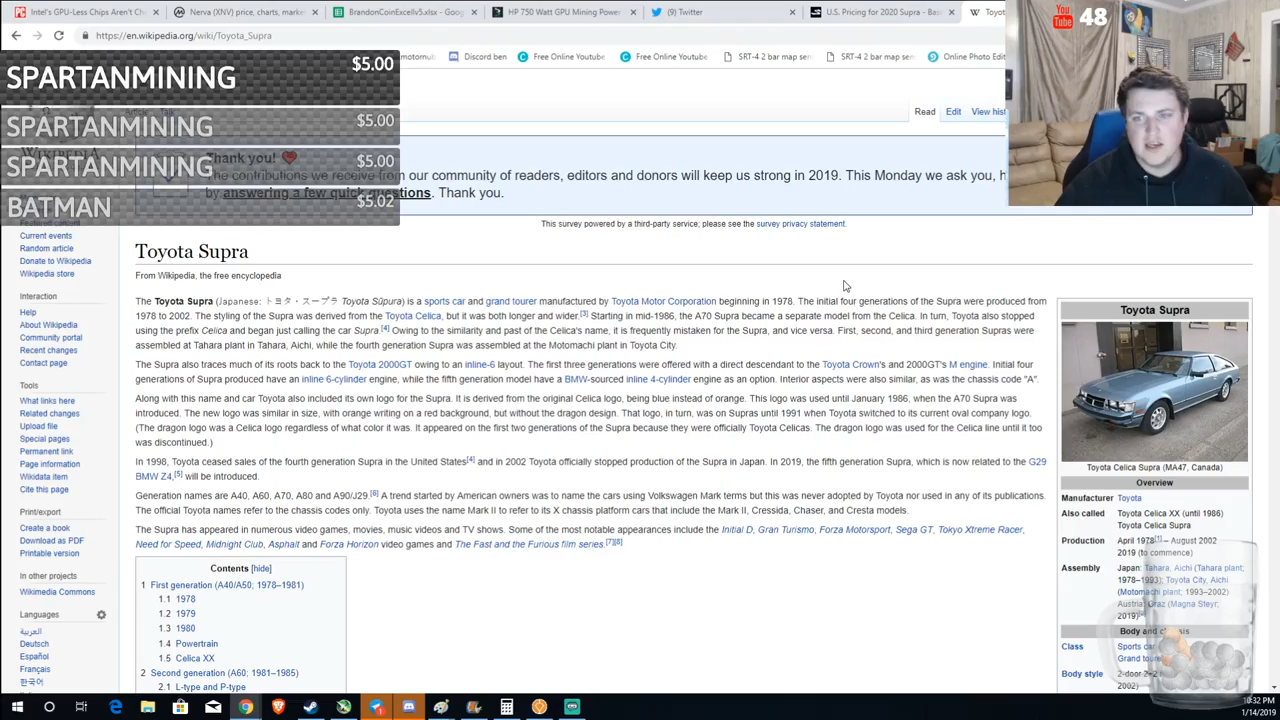 Intel's GPU-Less Chips Aren't Ch
Nerva (XNV) price, charts, marke
BrandonCoinExcellv5.xlsx - Goog
HP 750 Watt GPU Mining Power
(1) Twitter
U.S. Pricing for 2020 Supra - Bas
Toyot
You Tube 48
https://en.wikipedia.org/wiki/Toyota_Supra
motornub
Discord ben
Free Online Youtube
Free Online Youtube
SRT-4 2 bar map sen
SRT-4 2 bar map sen
Online Photo Edit
SPARTANMINING $5.00
SPARTANMINING $5.00
SPARTANMINING $5.00
BATMAN $5.02
Read Edit View hist
Thank you!
The contributions we receive from our community of readers, editors and donors will keep us strong in 2019. This Monday we ask you, h
by answering a few quick questions. Thank you.
This survey powered by a third-party service, please see the survey privacy statement.
Featured content
Current events
Random article
Donate to Wikipedia
Wikipedia store
Interaction
Help
About Wikipedia
Community portal
Recent changes
Contact page
Tools
What links here
Related changes
Upload file
Special pages
Permanent link
Page information
Wikidata item
Cite this page
Print/export
Create a book
Download as PDF
Printable version
In other projects
Wikimedia Commons
Languages
العربية
Deutsch
Español
Français
한국어
Toyota Supra
From Wikipedia, the free encyclopedia
The Toyota Supra (Japanese: トヨタ・スープラ Toyota Sūpura) is a sports car and grand tourer manufactured by Toyota Motor Corporation beginning in 1978. The initial four generations of the Supra were produced from
1978 to 2002. The styling of the Supra was derived from the Toyota Celica, but it was both longer and wider.[3] Starting in mid-1986, the A70 Supra became a separate model from the Celica. In turn, Toyota also stopped
using the prefix Celica and began just calling the car Supra.[4] Owing to the similarity and past of the Celica's name, it is frequently mistaken for the Supra, and vice versa. First, second, and third generation Supras were
assembled at Tahara plant in Tahara, Aichi, while the fourth generation Supra was assembled at the Motomachi plant in Toyota City.
The Supra also traces much of its roots back to the Toyota 2000GT owing to an inline-6 layout. The first three generations were offered with a direct descendant to the Toyota Crown's and 2000GT's M engine. Initial four
generations of Supra produced have an inline 6-cylinder engine, while the fifth generation model have a BMW-sourced inline 4-cylinder engine as an option. Interior aspects were also similar, as was the chassis code "A".
Along with this name and car Toyota also included its own logo for the Supra. It is derived from the original Celica logo, being blue instead of orange. This logo was used until January 1986, when the A70 Supra was
introduced. The new logo was similar in size, with orange writing on a red background, but without the dragon design. That logo, in turn, was on Supras until 1991 when Toyota switched to its current oval company logo.
(The dragon logo was a Celica logo regardless of what color it was. It appeared on the first two generations of the Supra because they were officially Toyota Celicas. The dragon logo was used for the Celica line until it too
was discontinued.)
In 1998, Toyota ceased sales of the fourth generation Supra in the United States[4] and in 2002 Toyota officially stopped production of the Supra in Japan. In 2019, the fifth generation Supra, which is now related to the G29
BMW Z4,[5] will be introduced.
Generation names are A40, A60, A70, A80 and A90/J29.[6] A trend started by American owners was to name the cars using Volkswagen Mark terms but this was never adopted by Toyota nor used in any of its publications.
The official Toyota names refer to the chassis codes only. Toyota uses the name Mark II to refer to its X chassis platform cars that include the Mark II, Cressida, Chaser, and Cresta models.
The Supra has appeared in numerous video games, movies, music videos and TV shows. Some of the most notable appearances include the Initial D, Gran Turismo, Forza Motorsport, Sega GT, Tokyo Xtreme Racer,
Need for Speed, Midnight Club, Asphalt and Forza Horizon video games and The Fast and the Furious film series.[7][8]
Contents [hide]
1 First generation (A40/A50; 1978–1981)
1.1 1978
1.2 1979
1.3 1980
1.4 Powertrain
1.5 Celica XX
2 Second generation (A60; 1981–1985)
2.1 L-type and P-type
Toyota Supra
Toyota Celica Supra (MA47, Canada)
Overview
Manufacturer Toyota
Also called Toyota Celica XX (until 1986)
Toyota Celica Supra
Production April 1978[1] – August 2002
2019 (to commence)
Assembly Japan: Tahara, Aichi (Tahara plant;
1978–1993); Toyota City, Aichi
(Motomachi plant; 1993–2002)
Austria: Graz (Magna Steyr;
2019)
Body and chassis
Class Sports car
Grand toure
Body style 2-door 2+2
2002)
10:32 PM
1/14/2019